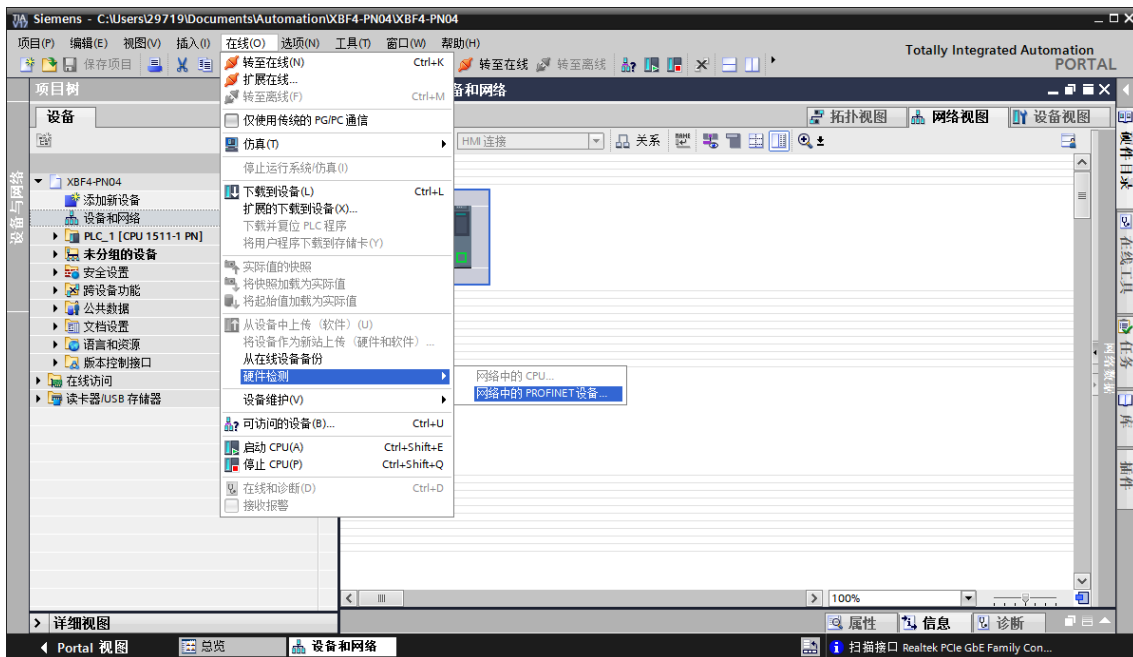 Siemens - C:\Users\29719\Documents\Automation\XBF4-PN04\XBF4-PN04
项目(P) 编辑(E) 视图(V) 插入(I) 在线(O) 选项(N) 工具(T) 窗口(W) 帮助(H)
Totally Integrated Automation
PORTAL
保存项目
转至在线 转至离线
项目树
备和网络
设备
拓扑视图 网络视图 设备视图
HMI 连接
关系
XBF4-PN04
添加新设备
设备和网络
PLC_1 [CPU 1511-1 PN]
未分组的设备
安全设置
跨设备功能
公共数据
文档设置
语言和资源
版本控制接口
在线访问
读卡器/USB 存储器
转至在线(N) Ctrl+K
扩展在线...
转至离线(F) Ctrl+M
仅使用传统的 PG/PC 通信
仿真(T)
停止运行系统/仿真(I)
下载到设备(L) Ctrl+L
扩展的下载到设备(X)...
下载并复位 PLC 程序
将用户程序下载到存储卡(Y)
实际值的快照
将快照加载为实际值
将起始值加载为实际值
从设备中上传（软件）(U)
将设备作为新站上传（硬件和软件）...
从在线设备备份
硬件检测
网络中的 CPU...
网络中的 PROFINET 设备...
设备维护(V)
可访问的设备(B)... Ctrl+U
启动 CPU(A) Ctrl+Shift+E
停止 CPU(P) Ctrl+Shift+Q
在线和诊断(D) Ctrl+D
接收报警
设备与网络
硬件目录
在线工具
任务
库
插件
网络数据
100%
详细视图
属性 信息 诊断
Portal 视图 总览 设备和网络
扫描接口 Realtek PCIe GbE Family Con...